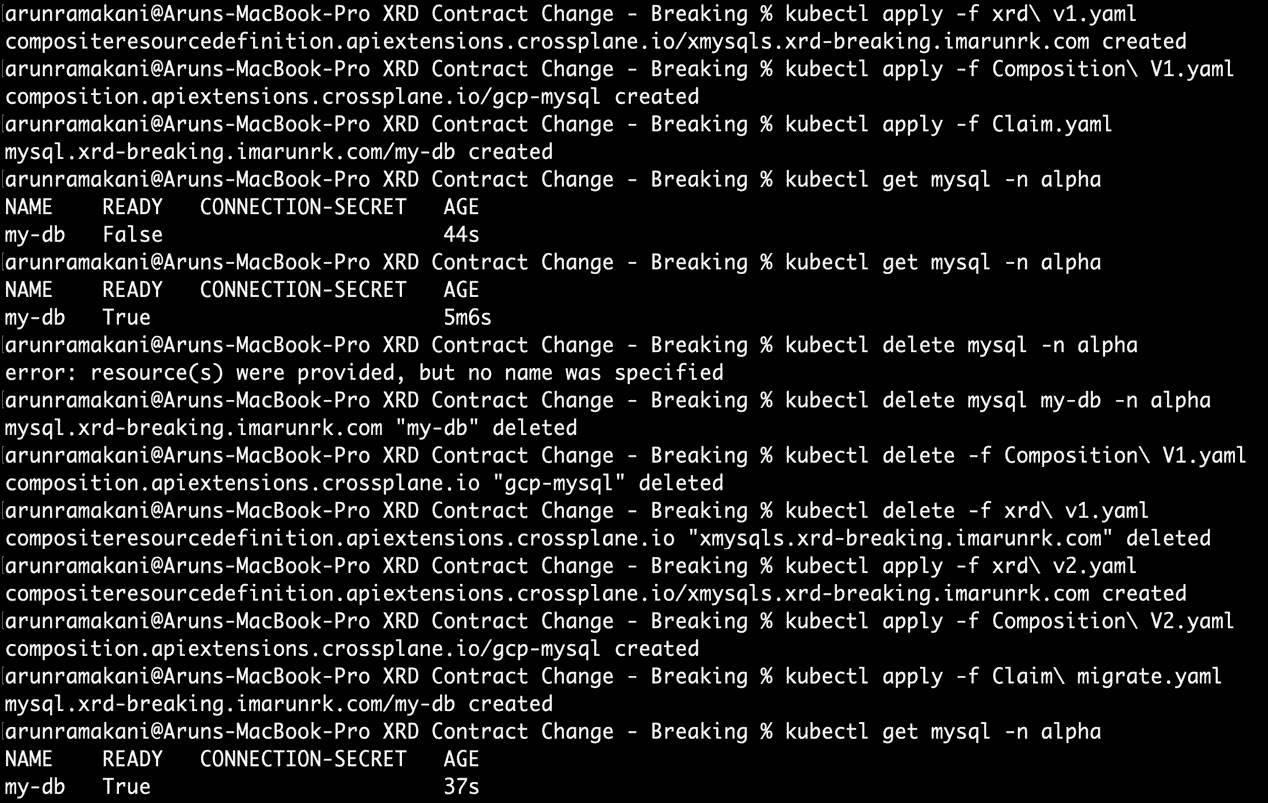 arunramakani@Aruns-MacBook-Pro XRD Contract Change - Breaking % kubectl apply -f xrd\ v1.yaml
compositeresourcedefinition.apiextensions.crossplane.io/xmysqls.xrd-breaking.imarunrk.com created
arunramakani@Aruns-MacBook-Pro XRD Contract Change - Breaking % kubectl apply -f Composition\ V1.yaml
composition.apiextensions.crossplane.io/gcp-mysql created
arunramakani@Aruns-MacBook-Pro XRD Contract Change - Breaking % kubectl apply -f Claim.yaml
mysql.xrd-breaking.imarunrk.com/my-db created
arunramakani@Aruns-MacBook-Pro XRD Contract Change - Breaking % kubectl get mysql -n alpha
NAME    READY   CONNECTION-SECRET   AGE
my-db   False                       44s
arunramakani@Aruns-MacBook-Pro XRD Contract Change - Breaking % kubectl get mysql -n alpha
NAME    READY   CONNECTION-SECRET   AGE
my-db   True                        5m6s
arunramakani@Aruns-MacBook-Pro XRD Contract Change - Breaking % kubectl delete mysql -n alpha
error: resource(s) were provided, but no name was specified
arunramakani@Aruns-MacBook-Pro XRD Contract Change - Breaking % kubectl delete mysql my-db -n alpha
mysql.xrd-breaking.imarunrk.com "my-db" deleted
arunramakani@Aruns-MacBook-Pro XRD Contract Change - Breaking % kubectl delete -f Composition\ V1.yaml
composition.apiextensions.crossplane.io "gcp-mysql" deleted
arunramakani@Aruns-MacBook-Pro XRD Contract Change - Breaking % kubectl delete -f xrd\ v1.yaml
compositeresourcedefinition.apiextensions.crossplane.io "xmysqls.xrd-breaking.imarunrk.com" deleted
arunramakani@Aruns-MacBook-Pro XRD Contract Change - Breaking % kubectl apply -f xrd\ v2.yaml
compositeresourcedefinition.apiextensions.crossplane.io/xmysqls.xrd-breaking.imarunrk.com created
arunramakani@Aruns-MacBook-Pro XRD Contract Change - Breaking % kubectl apply -f Composition\ V2.yaml
composition.apiextensions.crossplane.io/gcp-mysql created
arunramakani@Aruns-MacBook-Pro XRD Contract Change - Breaking % kubectl apply -f Claim\ migrate.yaml
mysql.xrd-breaking.imarunrk.com/my-db created
arunramakani@Aruns-MacBook-Pro XRD Contract Change - Breaking % kubectl get mysql -n alpha
NAME    READY   CONNECTION-SECRET   AGE
my-db   True                        37s